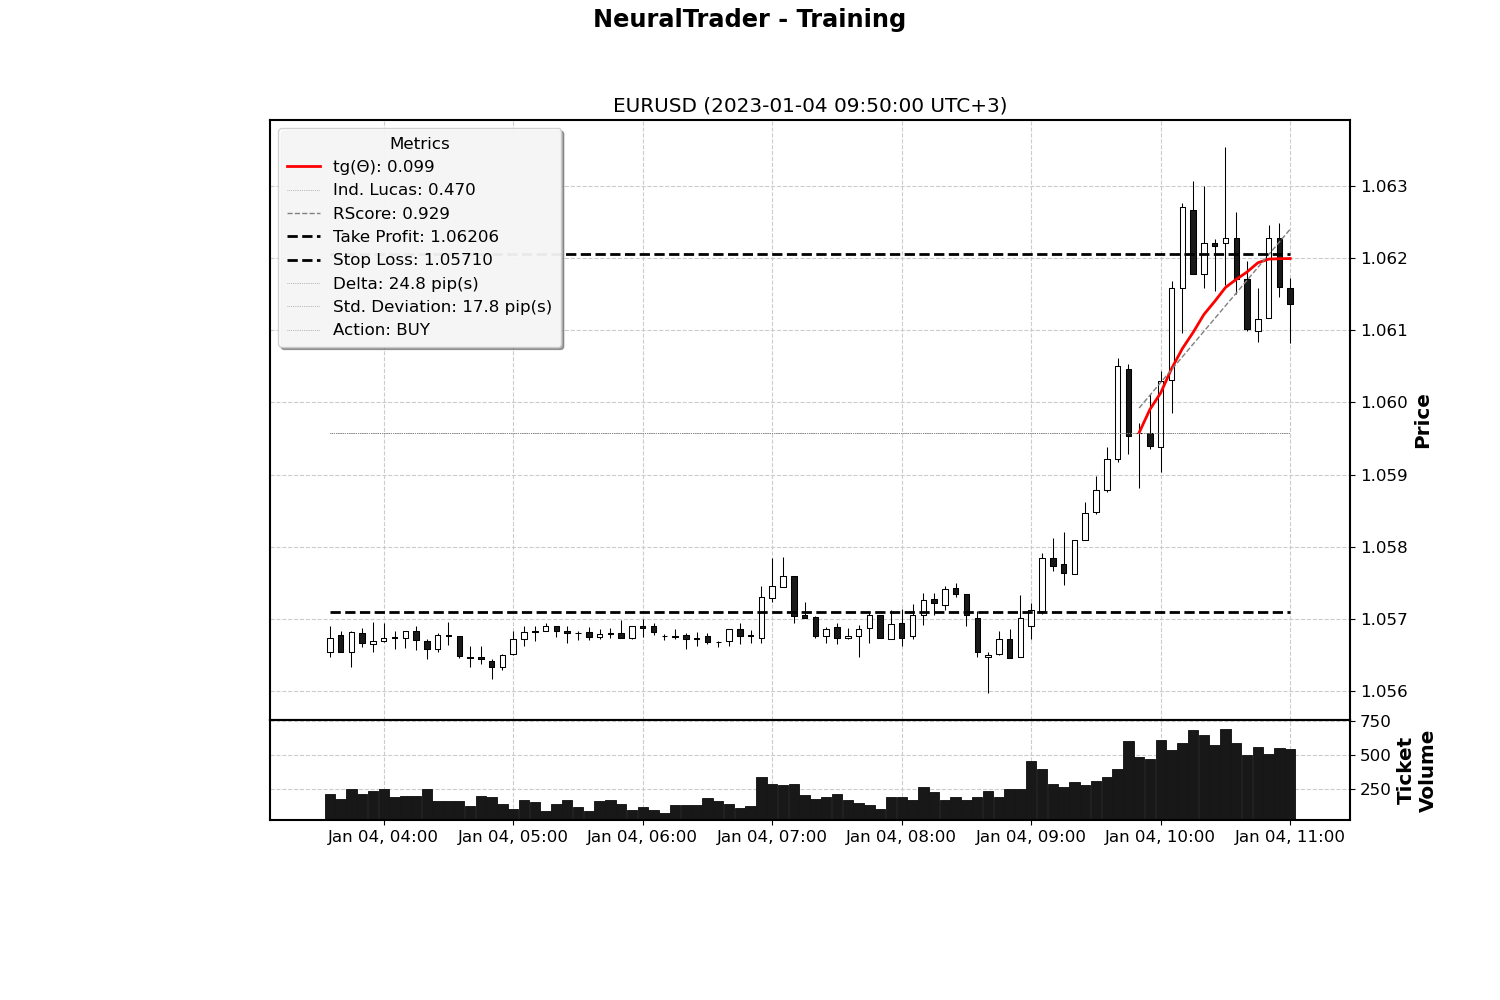 NeuralTrader - Training
EURUSD (2023-01-04 09:50:00 UTC+3)
Metrics
tg(Θ): 0.099
Ind. Lucas: 0.470
RScore: 0.929
Take Profit: 1.06206
Stop Loss: 1.05710
Delta: 24.8 pip(s)
Std. Deviation: 17.8 pip(s)
Action: BUY
1.063
1.062
1.061
1.060
1.059
1.058
1.057
1.056
Price
750
500
250
Ticket
Volume
Jan 04, 04:00
Jan 04, 05:00
Jan 04, 06:00
Jan 04, 07:00
Jan 04, 08:00
Jan 04, 09:00
Jan 04, 10:00
Jan 04, 11:00